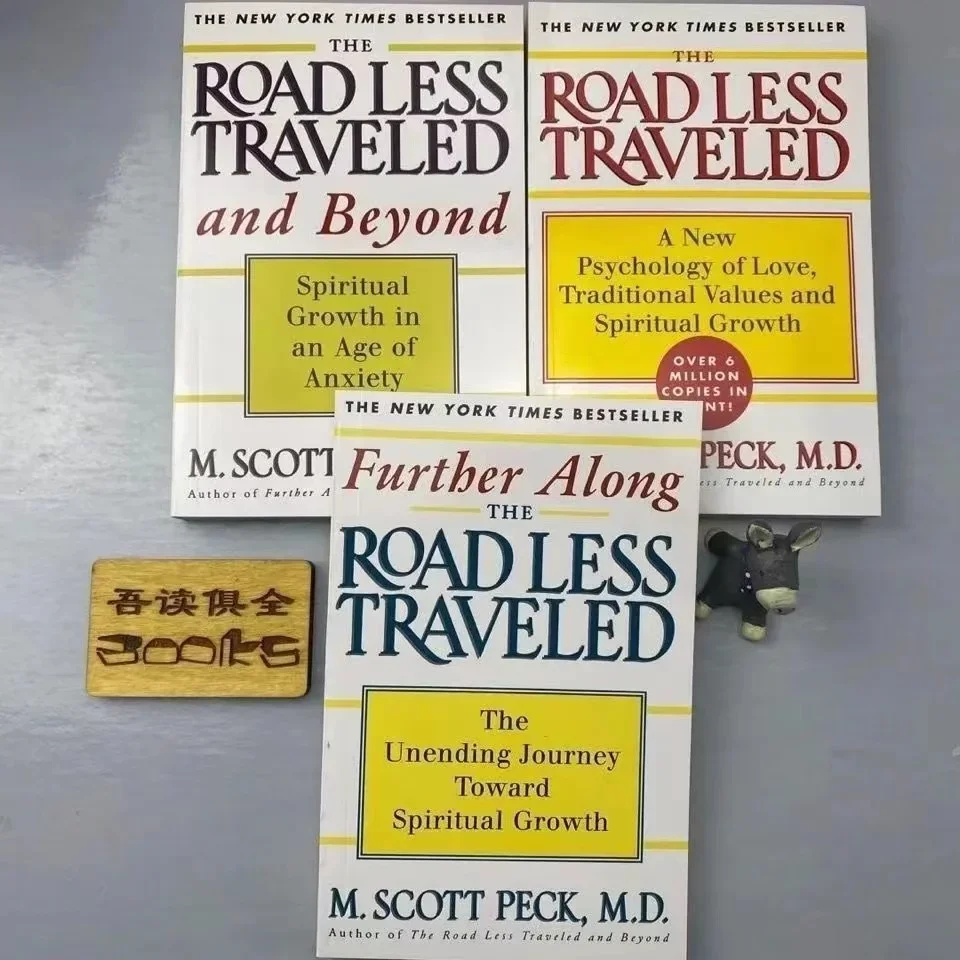 THE NEW YORK TIMES BESTSELLER
THE
ROAD LESS
TRAVELED
and Beyond
Spiritual
Growth in
an Age of
Anxiety
M. SCOTT
Author of Further A
THE NEW YORK TIMES BESTSELLER
THE
ROAD LESS
TRAVELED
A New
Psychology of Love,
Traditional Values and
Spiritual Growth
OVER 6
MILLION
COPIES IN
NT!
PECK, M.D.
ess Traveled and Beyond
THE NEW YORK TIMES BESTSELLER
Further Along
THE
ROAD LESS
TRAVELED
The
Unending Journey
Toward
Spiritual Growth
M. SCOTT PECK, M.D.
Author of The Road Less Traveled and Beyond
吾读俱全
Books